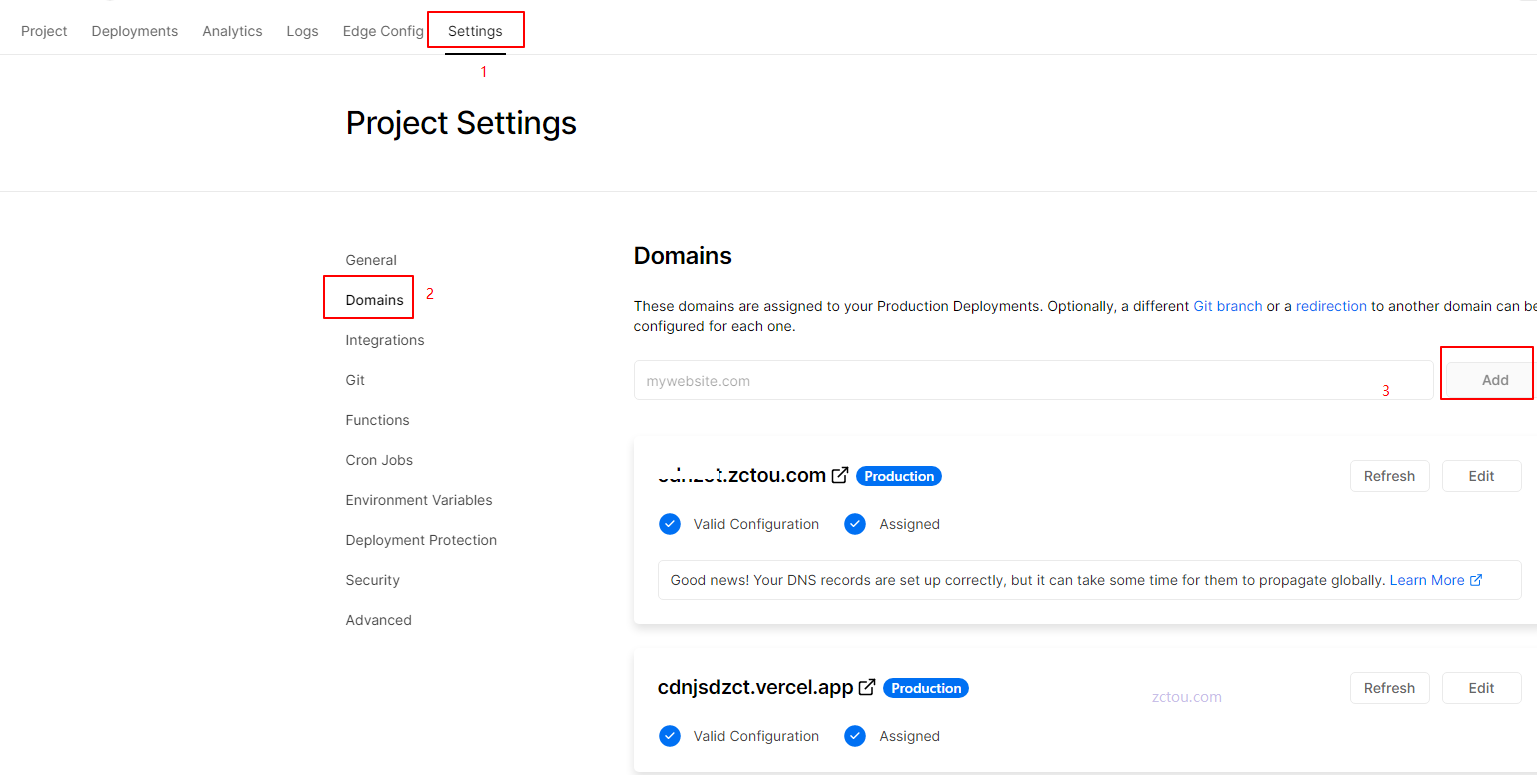 Project Deployments Analytics Logs Edge Config Settings
1
Project Settings
General
Domains 2
Integrations
Git
Functions
Cron Jobs
Environment Variables
Deployment Protection
Security
Advanced
Domains
These domains are assigned to your Production Deployments. Optionally, a different Git branch or a redirection to another domain can be
configured for each one.
mywebsite.com 3 Add
.zctou.com Production Refresh Edit
Valid Configuration Assigned
Good news! Your DNS records are set up correctly, but it can take some time for them to propagate globally. Learn More
cdnjsdzct.vercel.app Production Refresh Edit
zctou.com
Valid Configuration Assigned